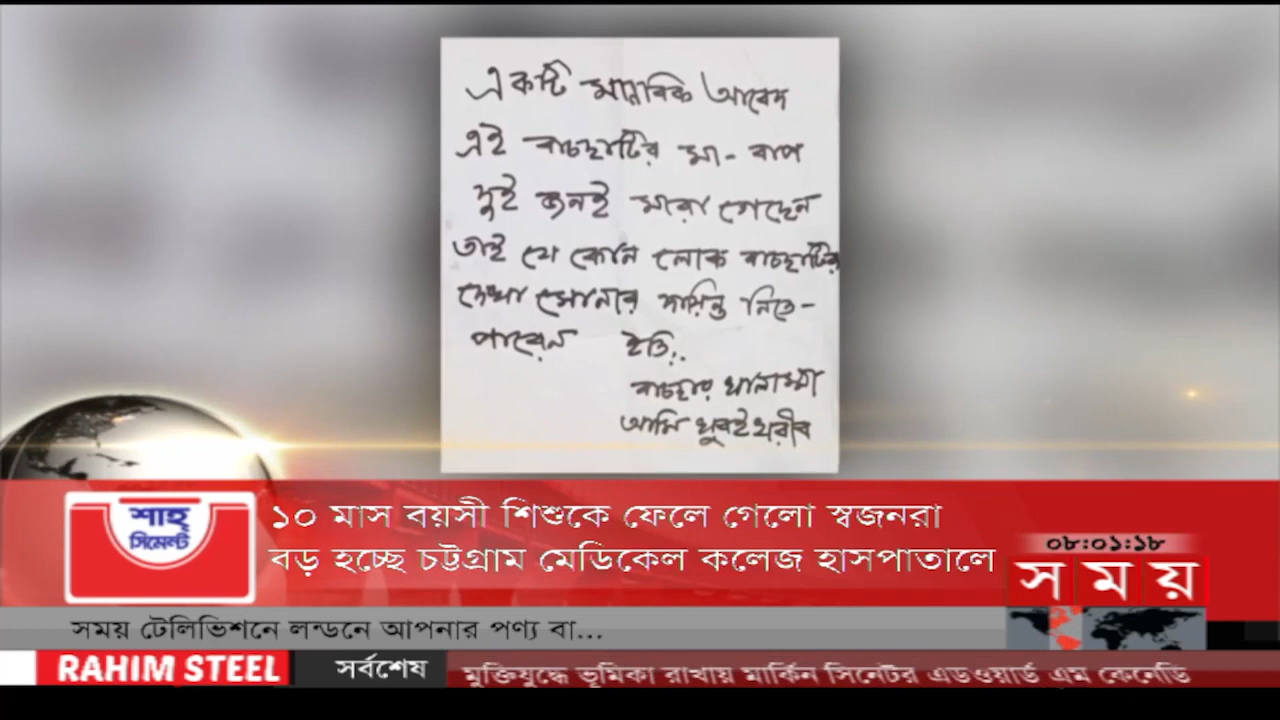 একটি মানবিক আবেদ
এই বাচ্ছাটির মা- বাপ
দুই জনই মারা গেছেন
তাই যে কোন লোক বাচ্ছাটির
দেখা সোনার দায়িত্ব নিতে-
পারেন ইতি.
বাচ্ছার খালাম্মা
আমি খুবই গরীব
শাহ্ সিমেন্ট
১০ মাস বয়সী শিশুকে ফেলে গেলো স্বজনরা
বড় হচ্ছে চট্টগ্রাম মেডিকেল কলেজ হাসপাতালে
০৮:০১:১৮
সময়
সময় টেলিভিশনে লন্ডনে আপনার পণ্য বা...
RAHIM STEEL সর্বশেষ মুক্তিযুদ্ধে ভূমিকা রাখায় মার্কিন সিনেটর এডওয়ার্ড এম কেনেডি